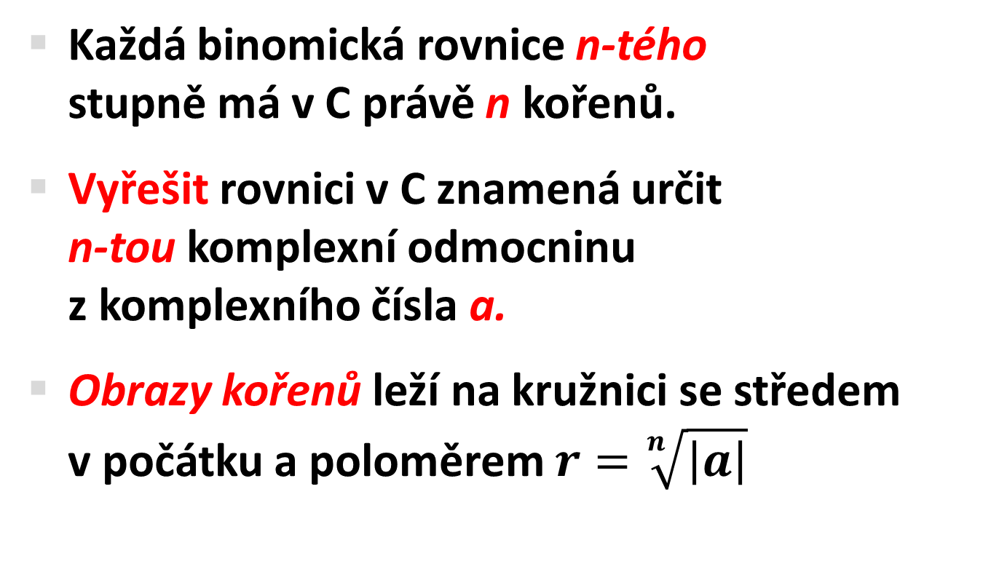 ▪ Každá binomická rovnice n-tého
stupně má v C právě n kořenů.
▪ Vyřešit rovnici v C znamená určit
n-tou komplexní odmocninu
z komplexního čísla a.
▪ Obrazy kořenů leží na kružnici se středem
v počátku a poloměrem r = ⁿ√|a|